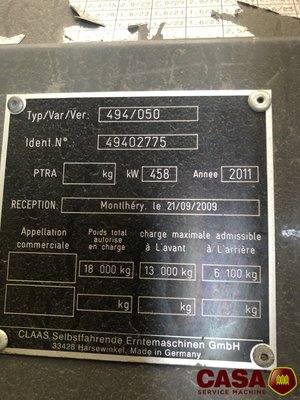 Typ/Var/Ver: 494/050
Ident.N°: 49402775
PTRA kg kW 458 Année 2011
RECEPTION: Montlhéry, le 21/09/2009
Appellation commerciale Poids total autorise en charge charge maximale admissible à L'avant à L'arrière
18 000 kg 13 000 kg 6 100 kg
kg kg kg
CLAAS Selbstfahrende Erntemaschinen GmbH
33428 Harsewinkel, Made in Germany
CASA
SERVICE MACHINE